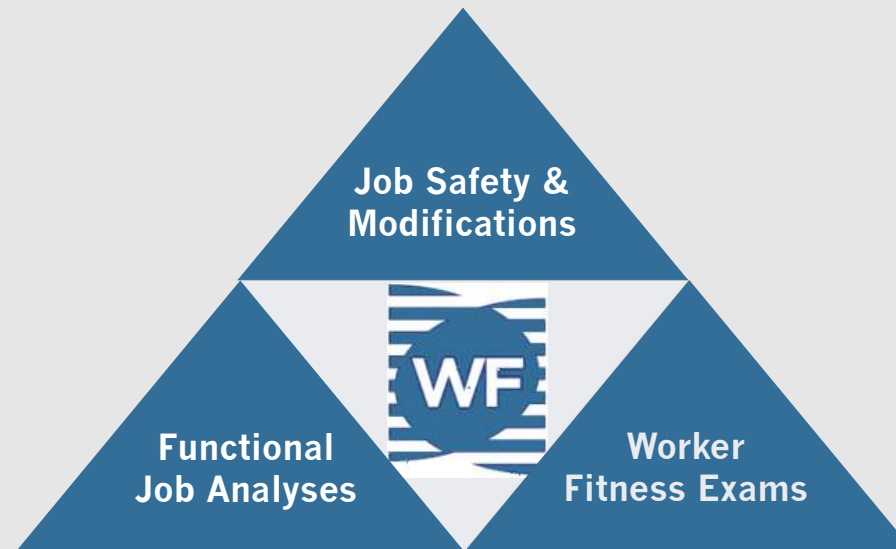 Job Safety &
Modifications
WF
Functional
Job Analyses
Worker
Fitness Exams